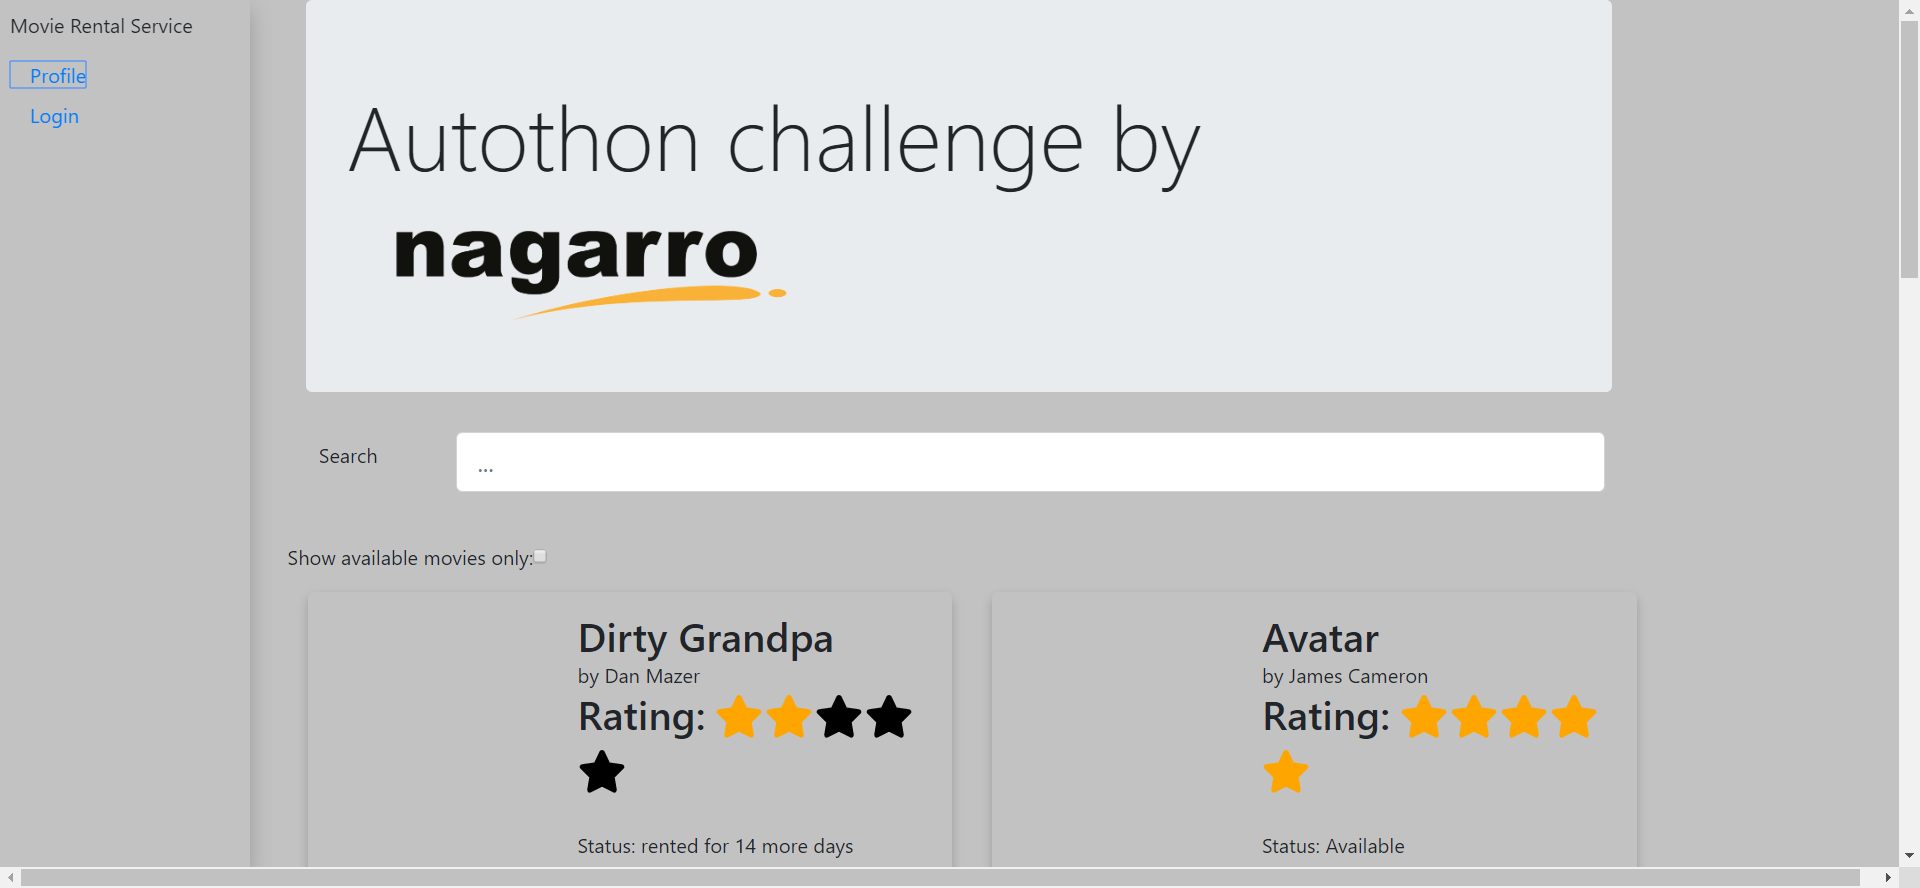 Movie Rental Service
Profile
Login
Autothon challenge by
nagarro
Search
...
Show available movies only:
Dirty Grandpa
by Dan Mazer
Rating:
Status: rented for 14 more days
Avatar
by James Cameron
Rating:
Status: Available